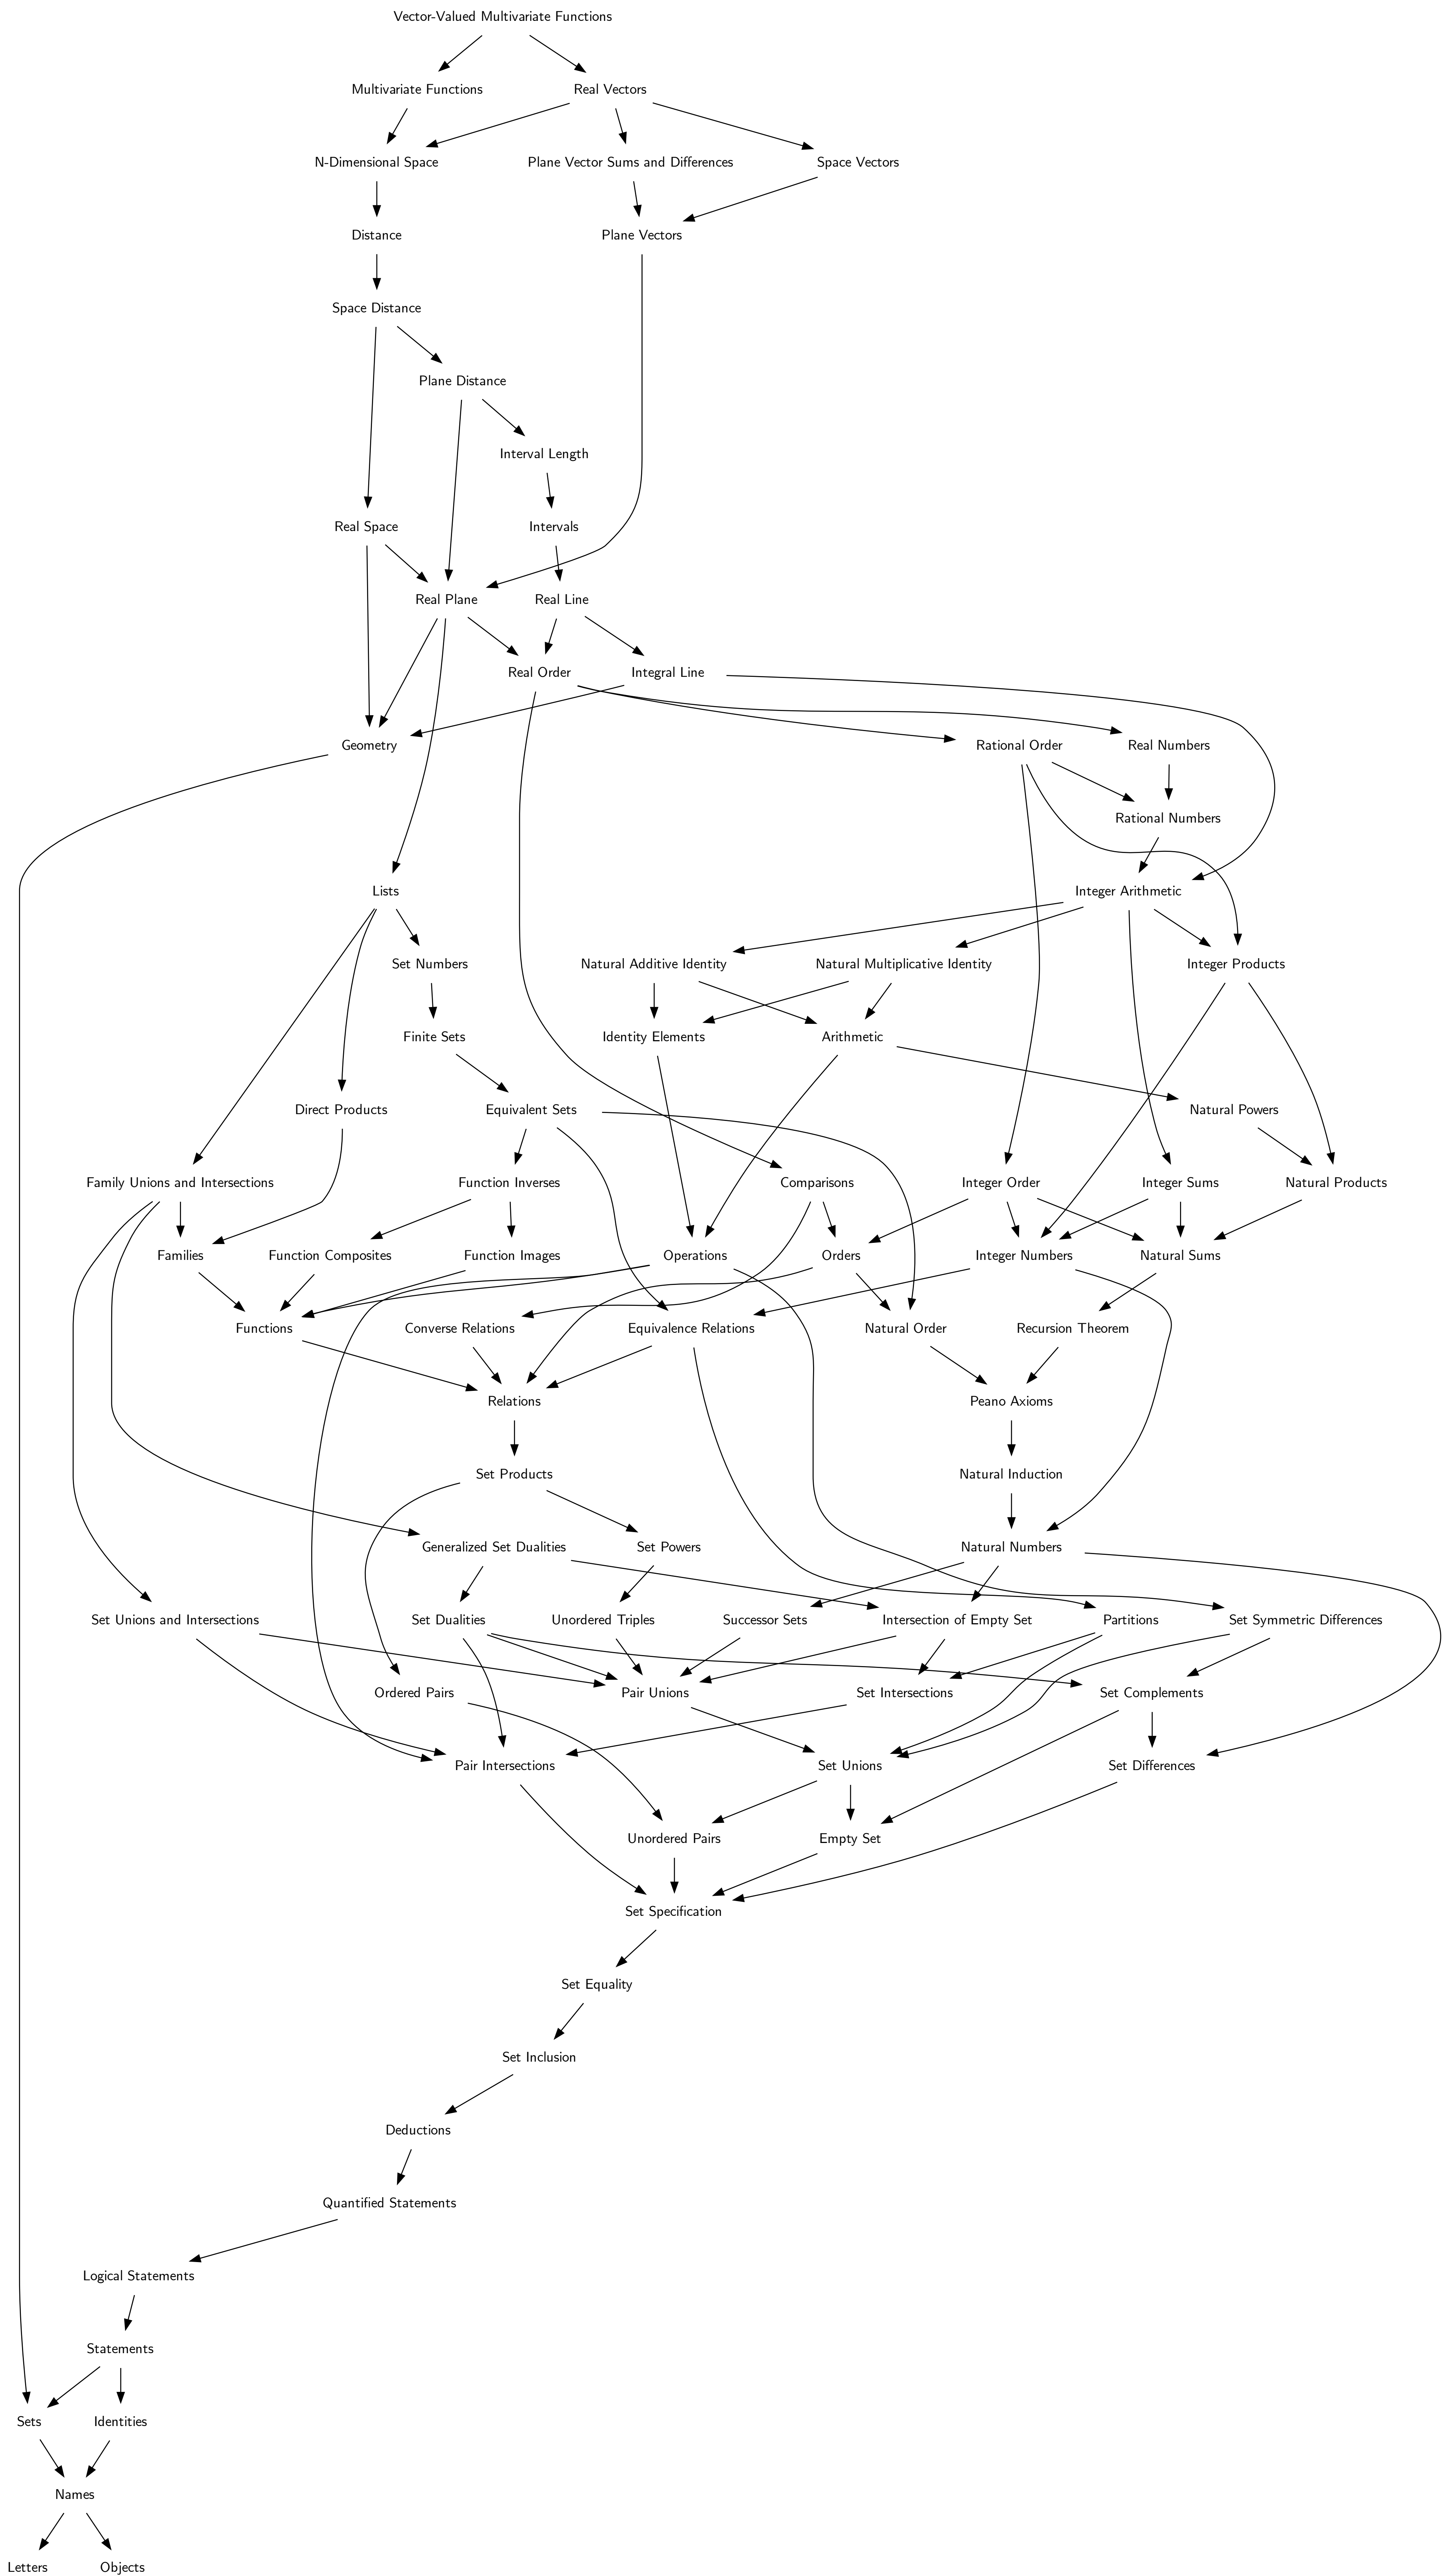 Vector-Valued Multivariate Functions
Multivariate Functions
Real Vectors
N-Dimensional Space
Plane Vector Sums and Differences
Space Vectors
Distance
Plane Vectors
Space Distance
Plane Distance
Interval Length
Real Space
Intervals
Real Plane
Real Line
Real Order
Integral Line
Geometry
Rational Order
Real Numbers
Rational Numbers
Lists
Integer Arithmetic
Set Numbers
Natural Additive Identity
Natural Multiplicative Identity
Integer Products
Finite Sets
Identity Elements
Arithmetic
Direct Products
Equivalent Sets
Natural Powers
Family Unions and Intersections
Function Inverses
Comparisons
Integer Order
Integer Sums
Natural Products
Families
Function Composites
Function Images
Operations
Orders
Integer Numbers
Natural Sums
Functions
Converse Relations
Equivalence Relations
Natural Order
Recursion Theorem
Relations
Peano Axioms
Set Products
Natural Induction
Generalized Set Dualities
Set Powers
Natural Numbers
Set Unions and Intersections
Set Dualities
Unordered Triples
Successor Sets
Intersection of Empty Set
Partitions
Set Symmetric Differences
Ordered Pairs
Pair Unions
Set Intersections
Set Complements
Pair Intersections
Set Unions
Set Differences
Unordered Pairs
Empty Set
Set Specification
Set Equality
Set Inclusion
Deductions
Quantified Statements
Logical Statements
Statements
Sets
Identities
Names
Letters
Objects